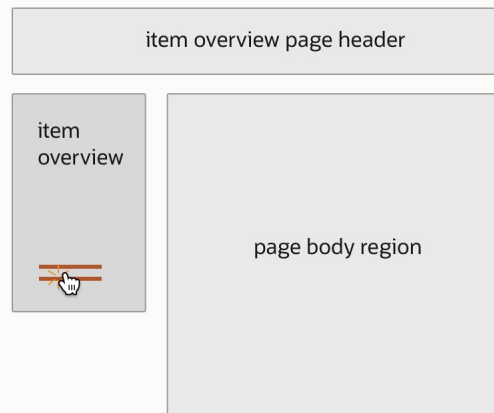 item overview page header
item
overview
page body region